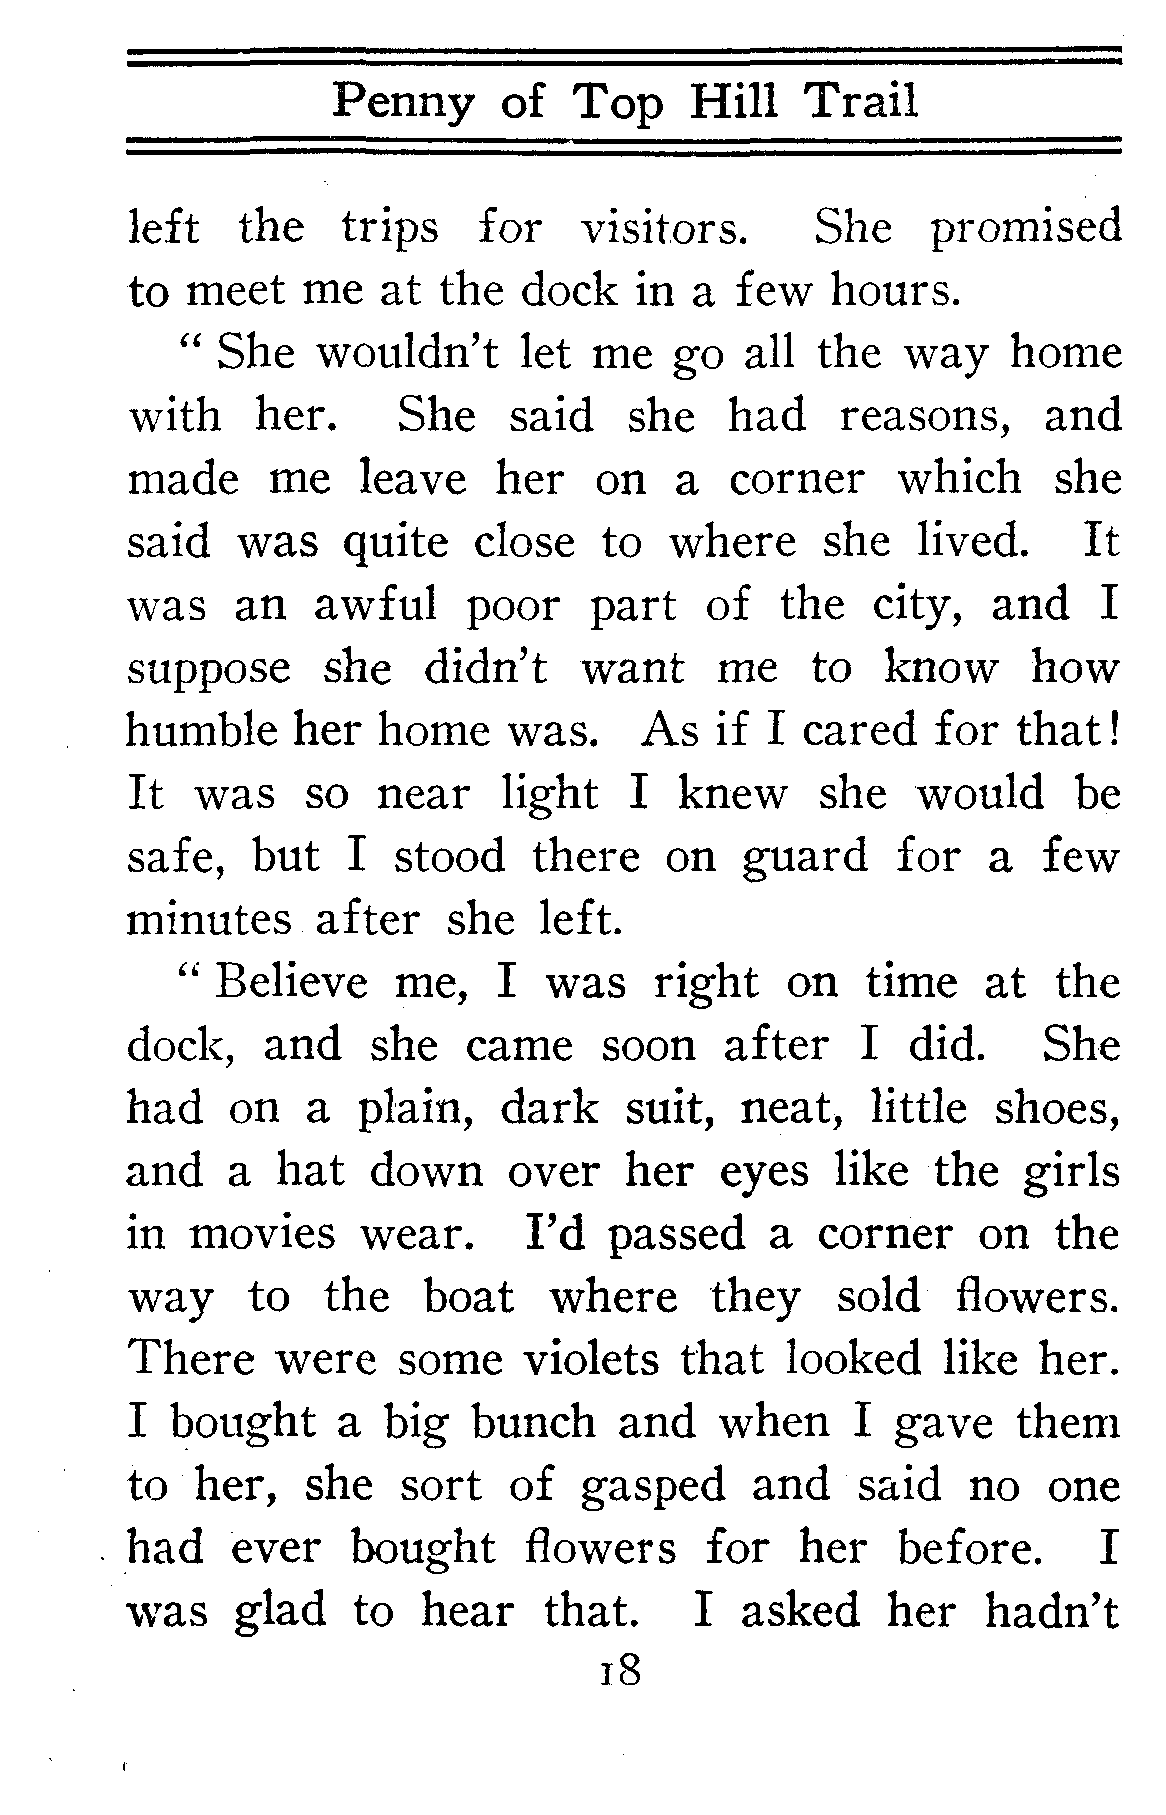 Penny of Top Hill Trail
left the trips for visitors. She promised
to meet me at the dock in a few hours.
“ She wouldn’t let me go all the way home
with her. She said she had reasons, and
made me leave her on a corner which she
said was quite close to where she lived. It
was an awful poor part of the city, and I
suppose she didn’t want me to know how
humble her home was. As if I cared for that!
It was so near light I knew she would be
safe, but I stood there on guard for a few
minutes after she left.
“ Believe me, I was right on time at the
dock, and she came soon after I did. She
had on a plain, dark suit, neat, little shoes,
and a hat down over her eyes like the girls
in movies wear. I’d passed a corner on the
way to the boat where they sold flowers.
There were some violets that looked like her.
I bought a big bunch and when I gave them
to her, she sort of gasped and said no one
had ever bought flowers for her before. I
was glad to hear that. I asked her hadn’t
18